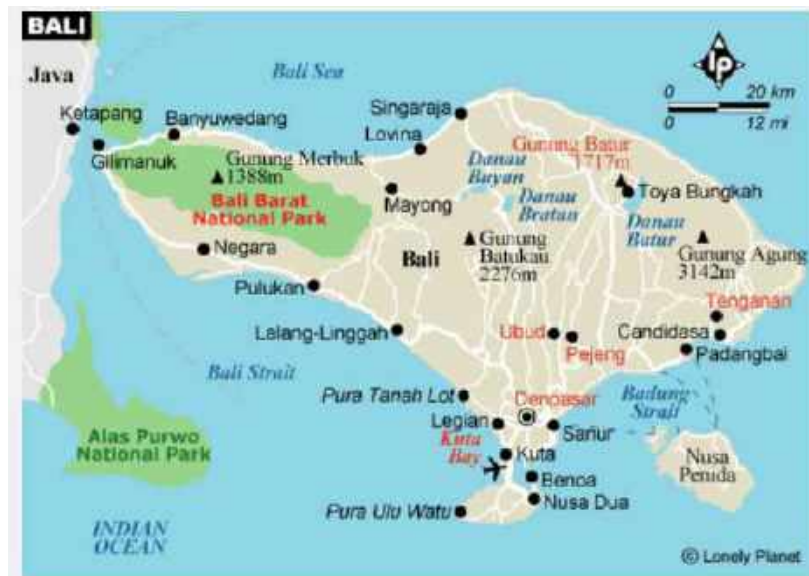 BALI
Java
Bali Sea
lp
0 20 km
0 12 mi
Ketapang
Banyuwedang
Singaraja
Lovina
Gilimanuk
Gunung Merbuk
1388m
Bali Barat
National Park
Mayong
Danau
Buyan
Danau
Bratan
Gunung Batur
1717m
Toya Bungkah
Danau
Batur
Negara
Bali
Gunung
Batukau
2276m
Gunung Agung
3142m
Pulukan
Tenganan
Lalang-Linggah
Ubud
Pejeng
Candidasa
Padangbai
Bali Strait
Pura Tanah Lot
Denpasar
Badung
Strait
Legian
Sanur
Kuta
Bay
Kuta
Alas Purwo
National Park
Nusa
Penida
Benoa
Nusa Dua
Pura Ulu Watu
INDIAN
OCEAN
© Lonely Planet